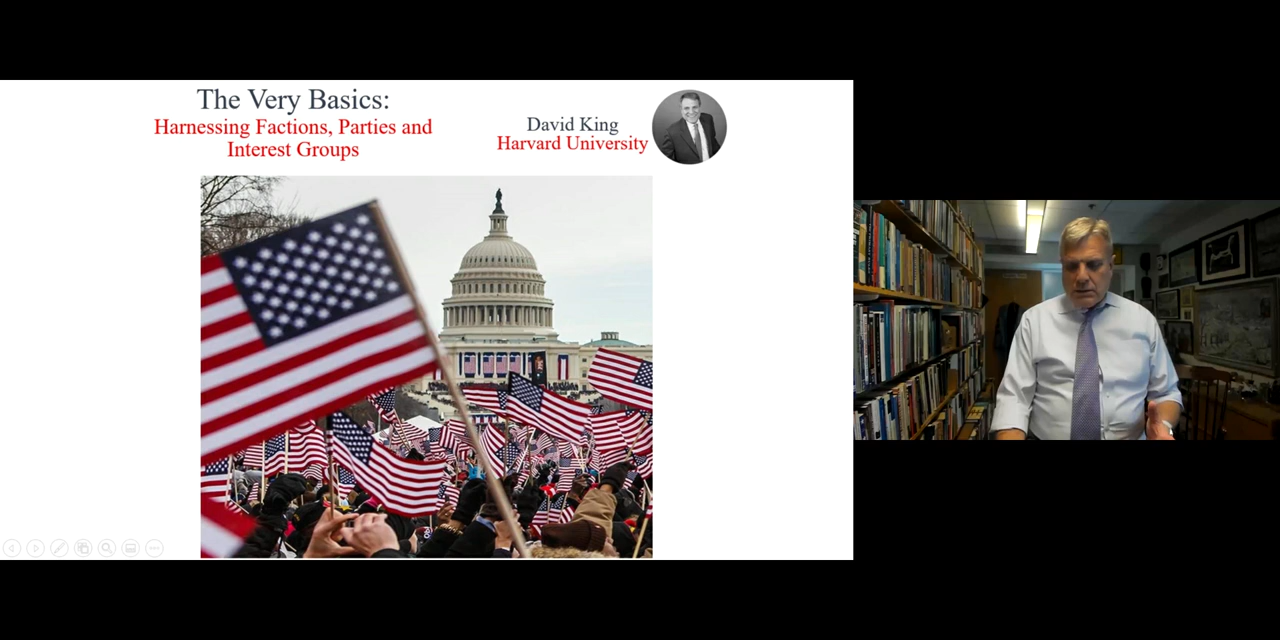 The Very Basics:
Harnessing Factions, Parties and
Interest Groups
David King
Harvard University